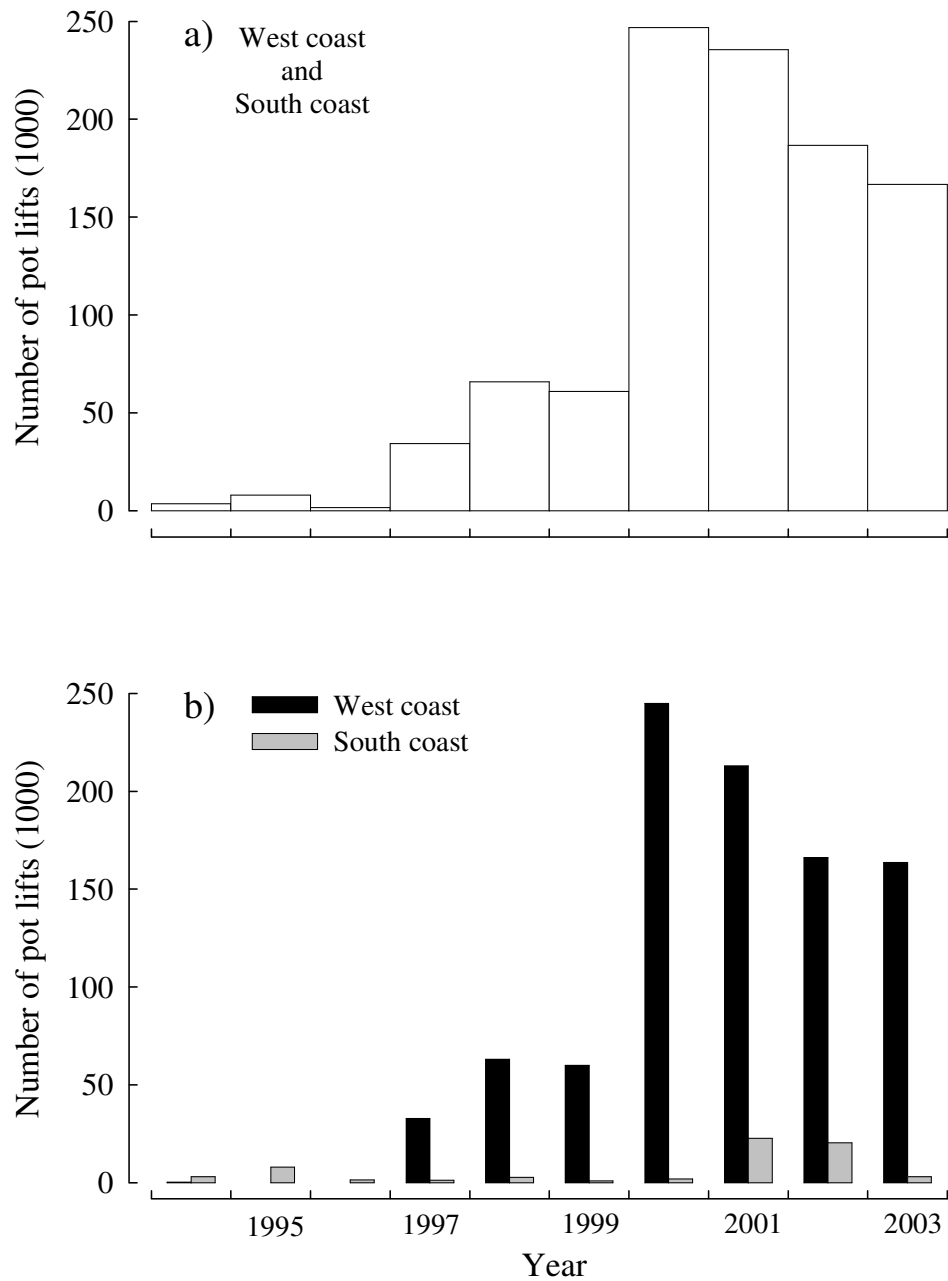 a) West coast
and
South coast
250
200
150
100
50
0
Number of pot lifts (1000)
b) West coast
South coast
250
200
150
100
50
0
Number of pot lifts (1000)
1995 1997 1999 2001 2003
Year